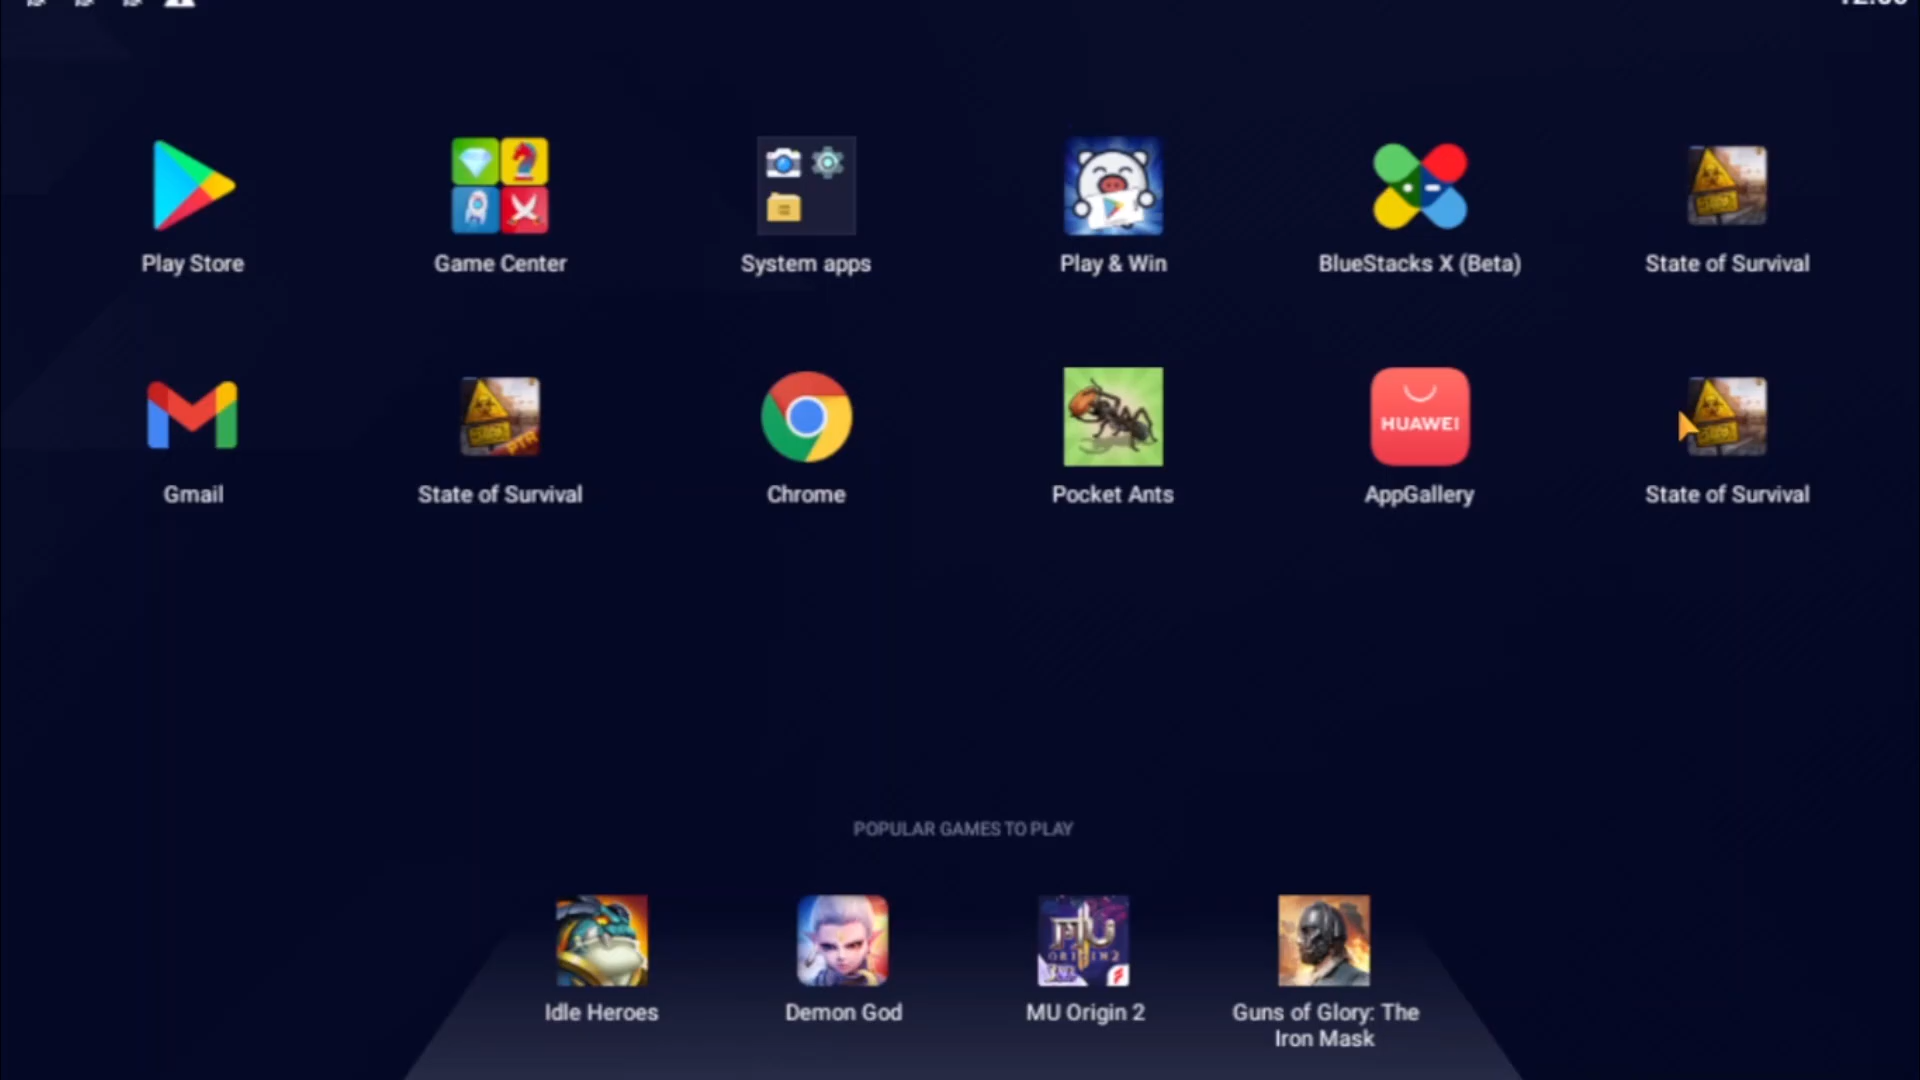 Play Store
Game Center
System apps
Play & Win
BlueStacks X (Beta)
State of Survival
HUAWEI
Gmail
State of Survival
Chrome
Pocket Ants
AppGallery
State of Survival
POPULAR GAMES TO PLAY
MU
ORIGIN2
Idle Heroes
Demon God
MU Origin 2
Guns of Glory: The
Iron Mask